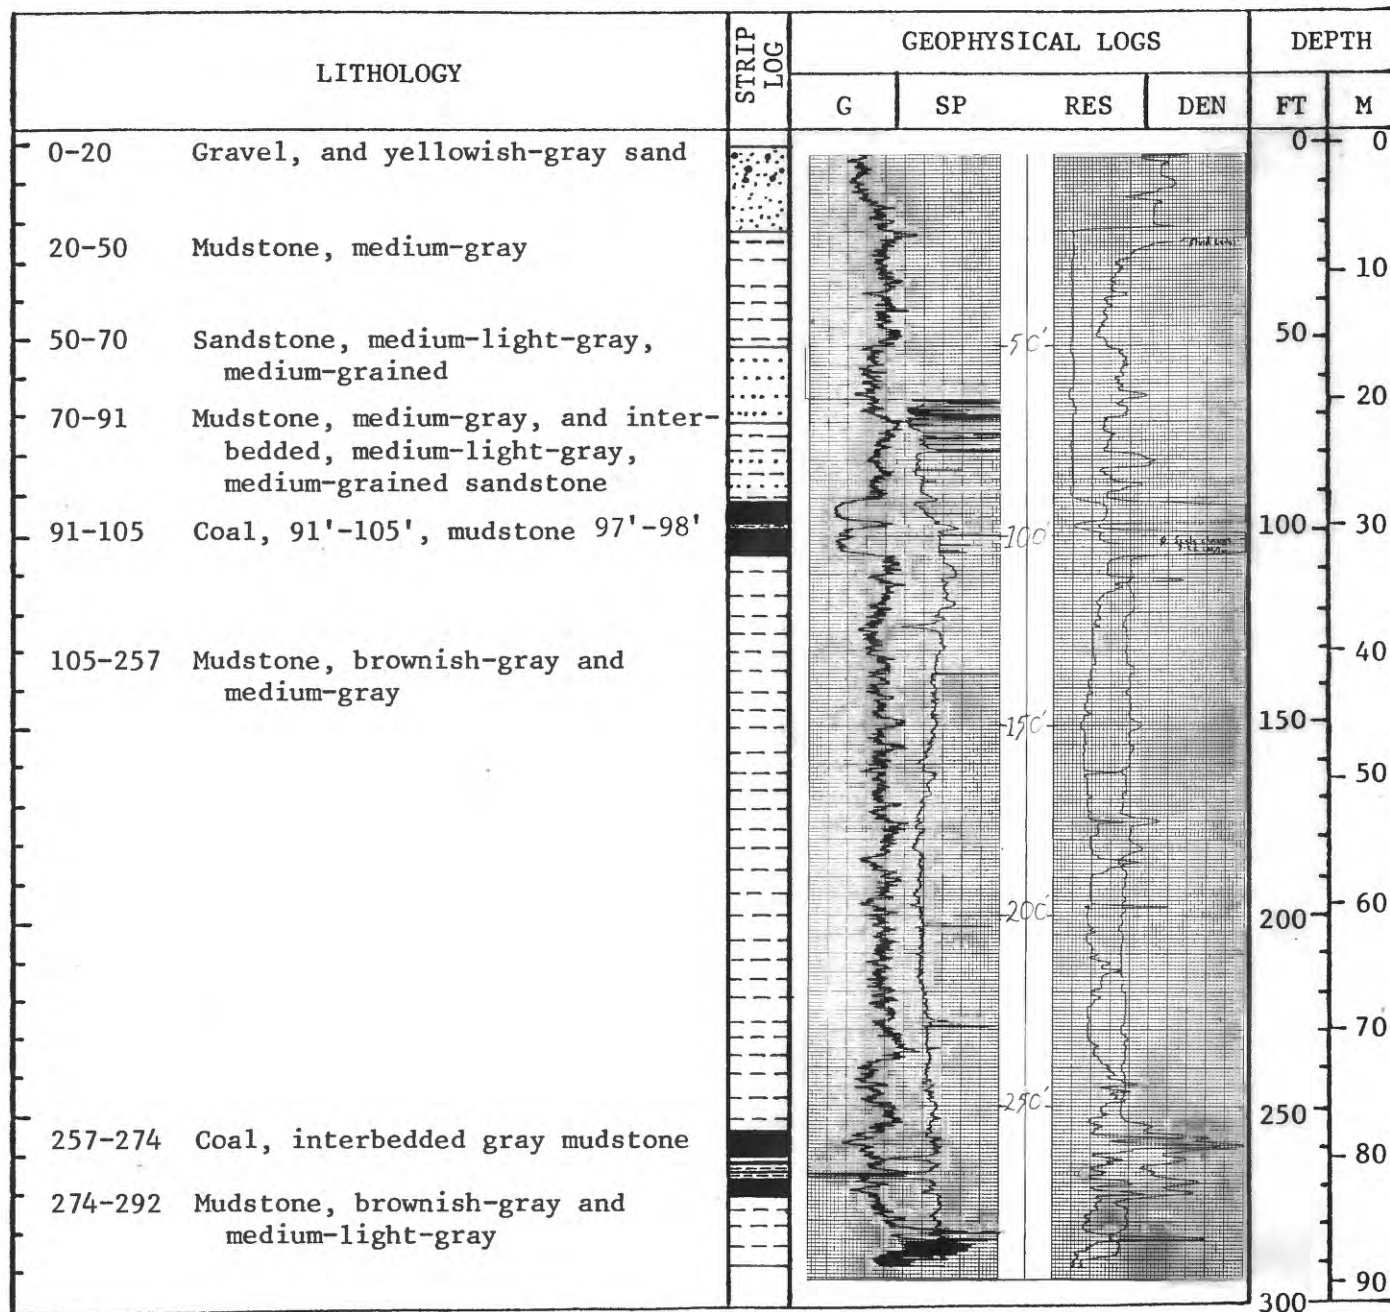 LITHOLOGY
STRIP LOG
GEOPHYSICAL LOGS
DEPTH
G SP RES DEN FT M
0-20 Gravel, and yellowish-gray sand
20-50 Mudstone, medium-gray
50-70 Sandstone, medium-light-gray,
medium-grained
70-91 Mudstone, medium-gray, and inter-
bedded, medium-light-gray,
medium-grained sandstone
91-105 Coal, 91'-105', mudstone 97'-98'
105-257 Mudstone, brownish-gray and
medium-gray
257-274 Coal, interbedded gray mudstone
274-292 Mudstone, brownish-gray and
medium-light-gray
50'
100'
150'
200'
250'
0
50
100
150
200
250
300
0
10
20
30
40
50
60
70
80
90